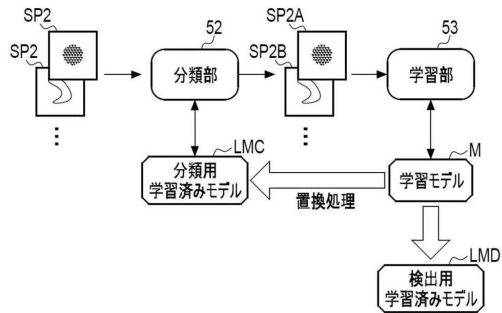 SP2
SP2
52
分類部
SP2A
SP2B
53
学習部
LMC
分類用
学習済みモデル
置換処理
M
学習モデル
LMD
検出用
学習済みモデル